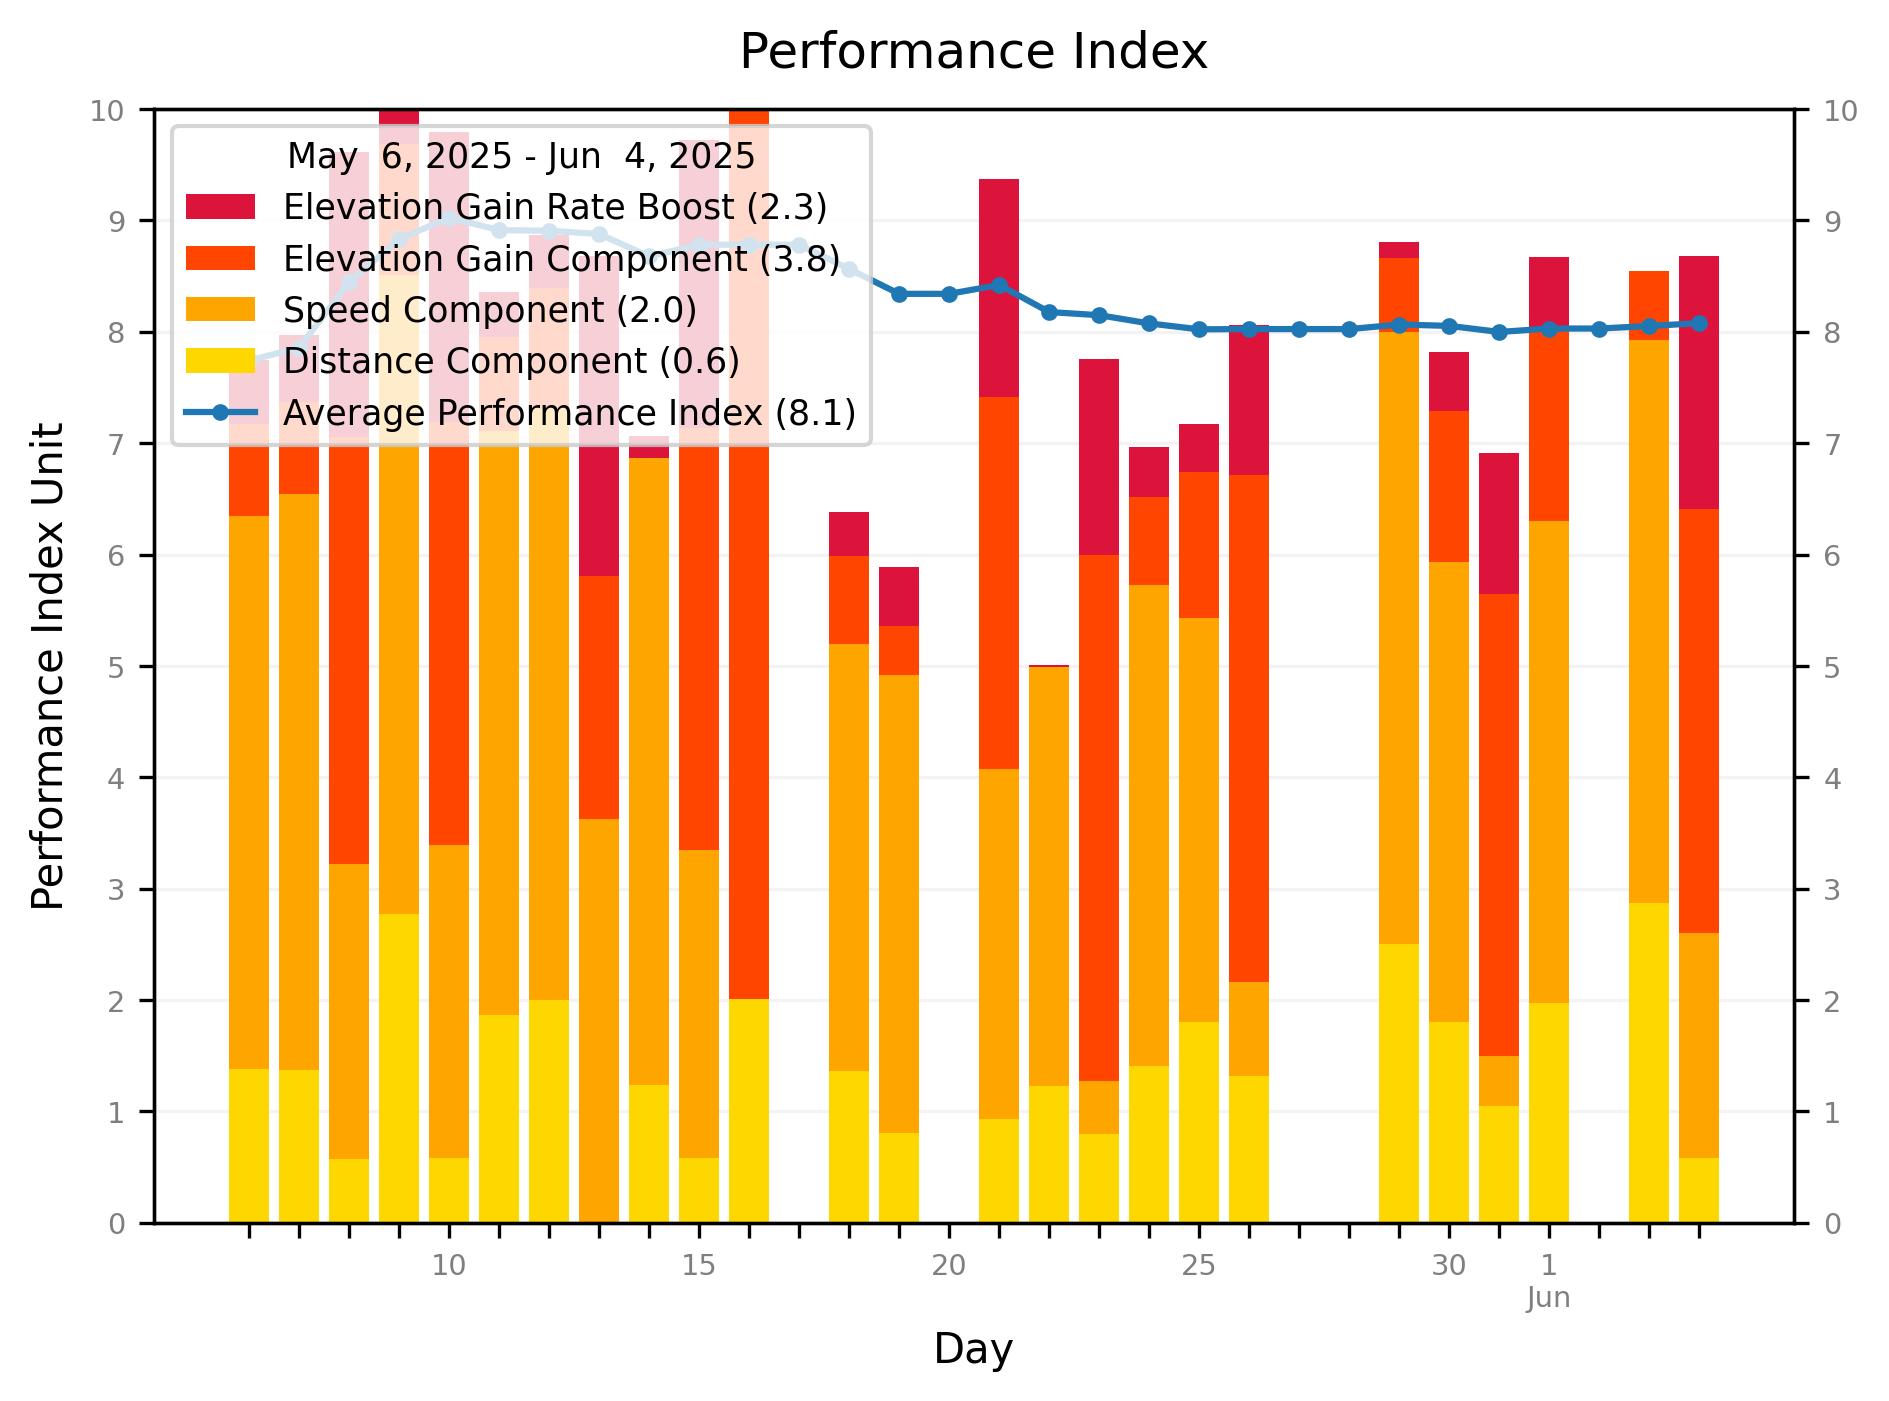 Performance Index
May  6, 2025 - Jun  4, 2025
Elevation Gain Rate Boost (2.3)
Elevation Gain Component (3.8)
Speed Component (2.0)
Distance Component (0.6)
Average Performance Index (8.1)
Performance Index Unit
10
9
8
7
6
5
4
3
2
1
0
10
9
8
7
6
5
4
3
2
1
0
10 15 20 25 30 1
Jun
Day